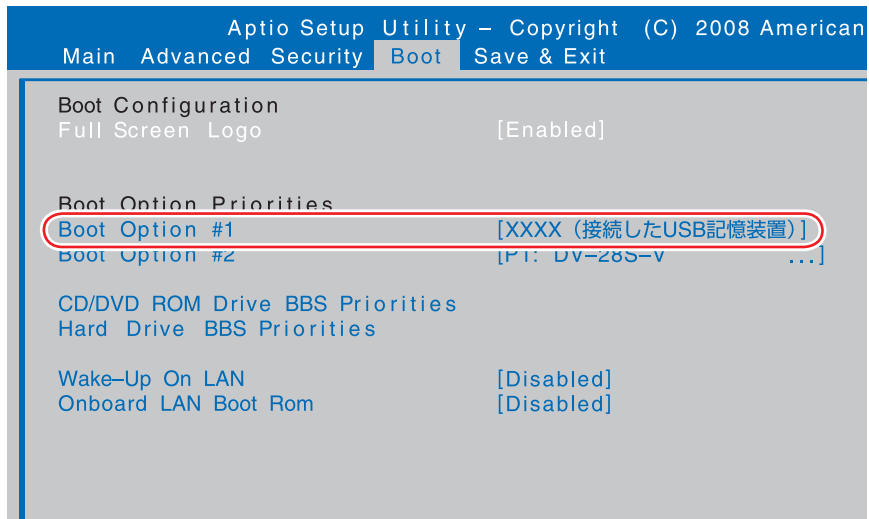 Aptio Setup Utility – Copyright (C) 2008 American
Main Advanced Security Boot Save & Exit
Boot Configuration
Full Screen Logo [Enabled]
Boot Option Priorities
Boot Option #1 [XXXX（接続したUSB記憶装置）]
Boot Option #2 [P1: DV–28S–V ...]
CD/DVD ROM Drive BBS Priorities
Hard Drive BBS Priorities
Wake–Up On LAN [Disabled]
Onboard LAN Boot Rom [Disabled]